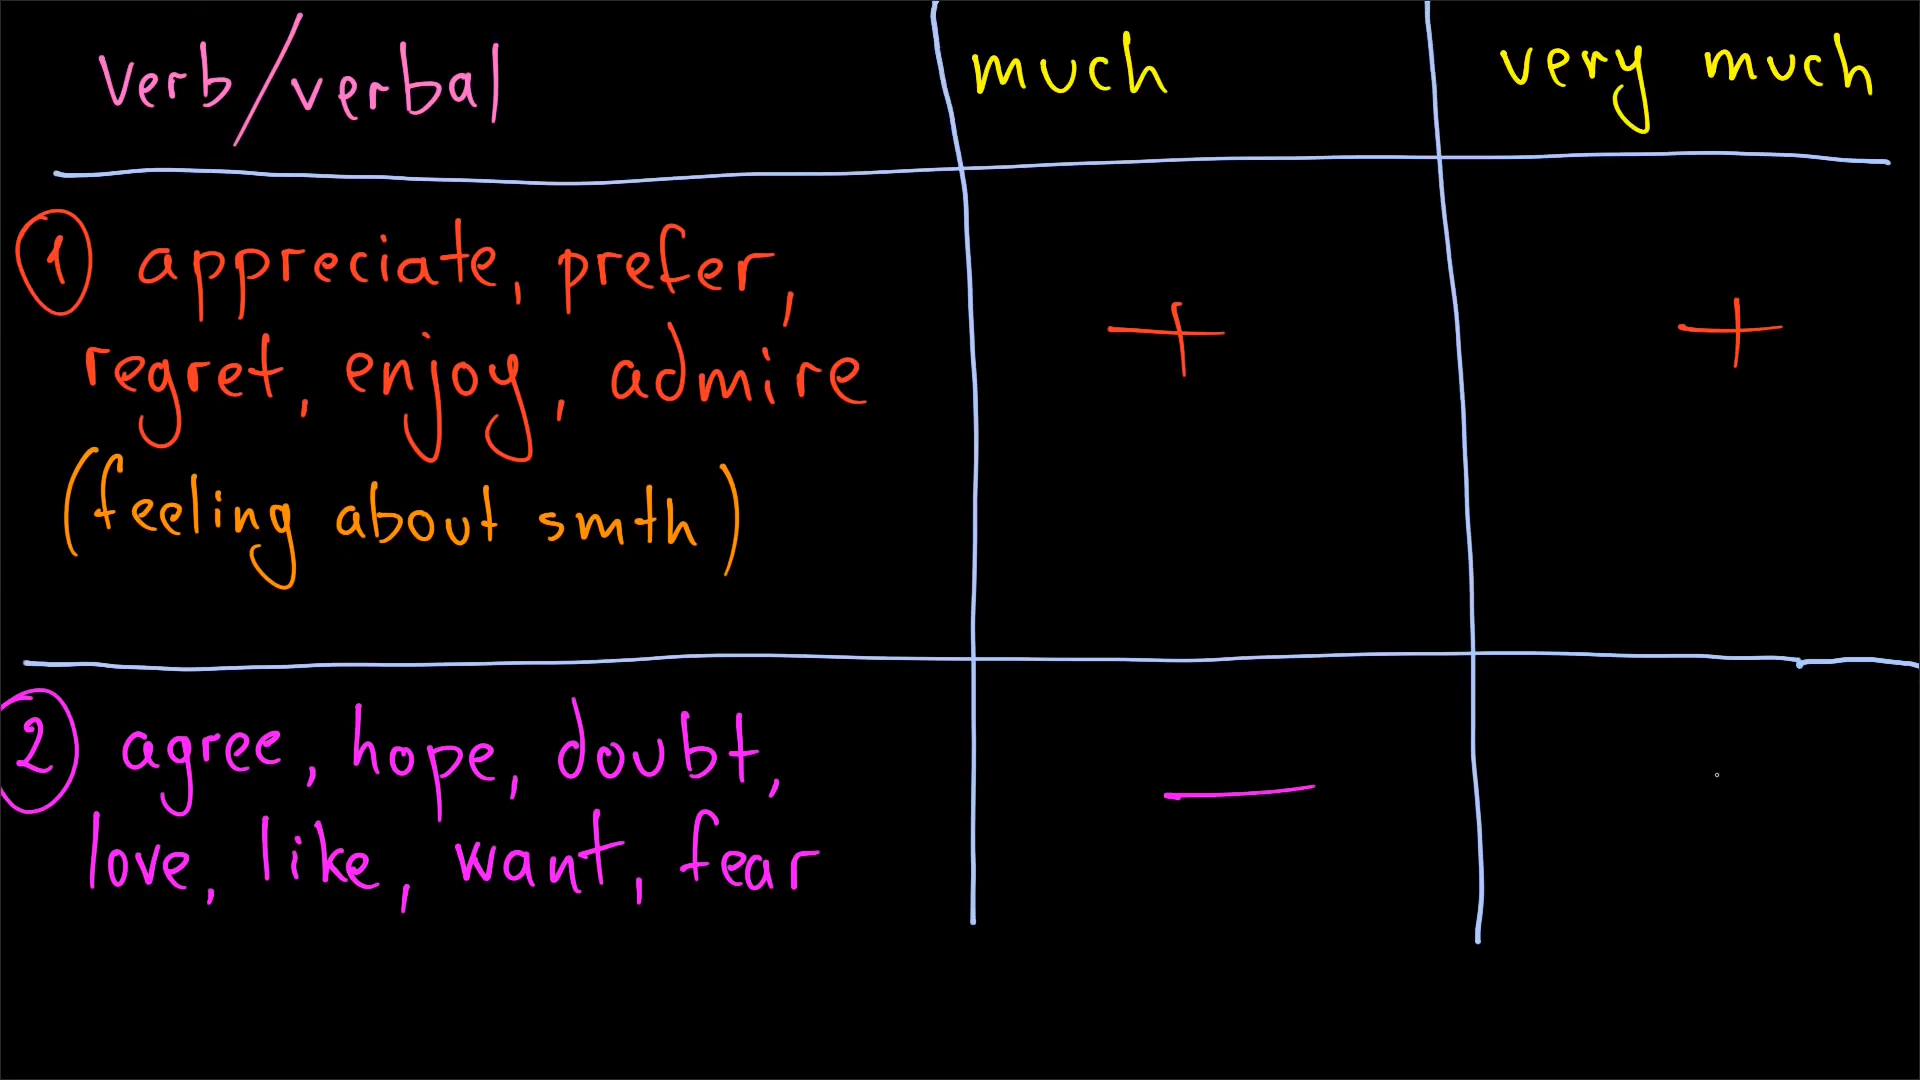 verb/verbal much very much
① appreciate, prefer, + +
regret, enjoy, admire
(feeling about smth)
② agree, hope, doubt, —
love, like, want, fear